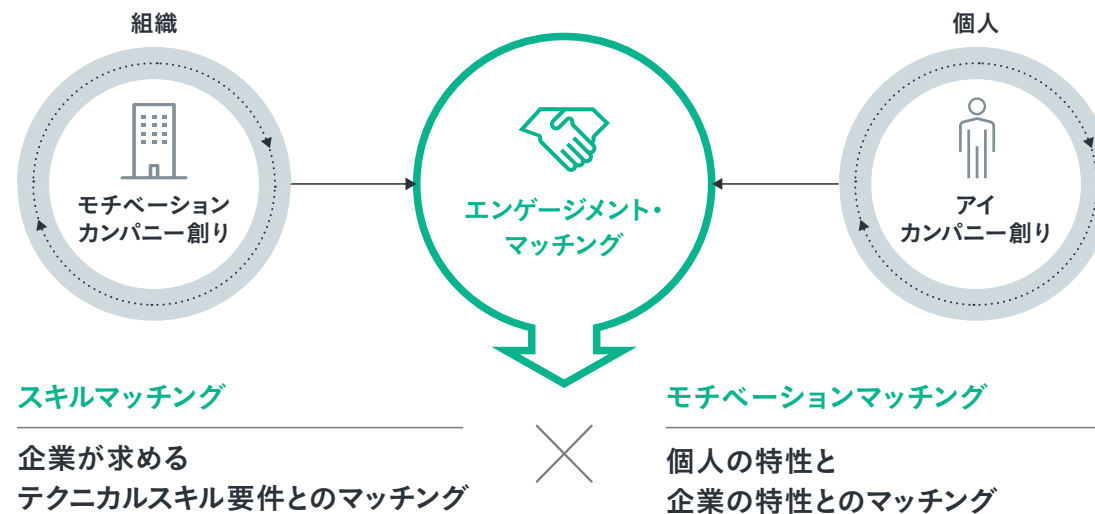 組織
モチベーション
カンパニー創り
エンゲージメント・
マッチング
個人
アイ
カンパニー創り
スキルマッチング
企業が求める
テクニカルスキル要件とのマッチング
モチベーションマッチング
個人の特性と
企業の特性とのマッチング